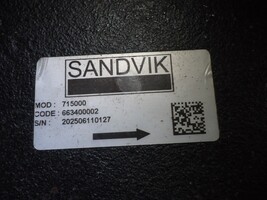 SANDVIK
MOD : 715000
CODE : 663400002
S/N : 202506110127